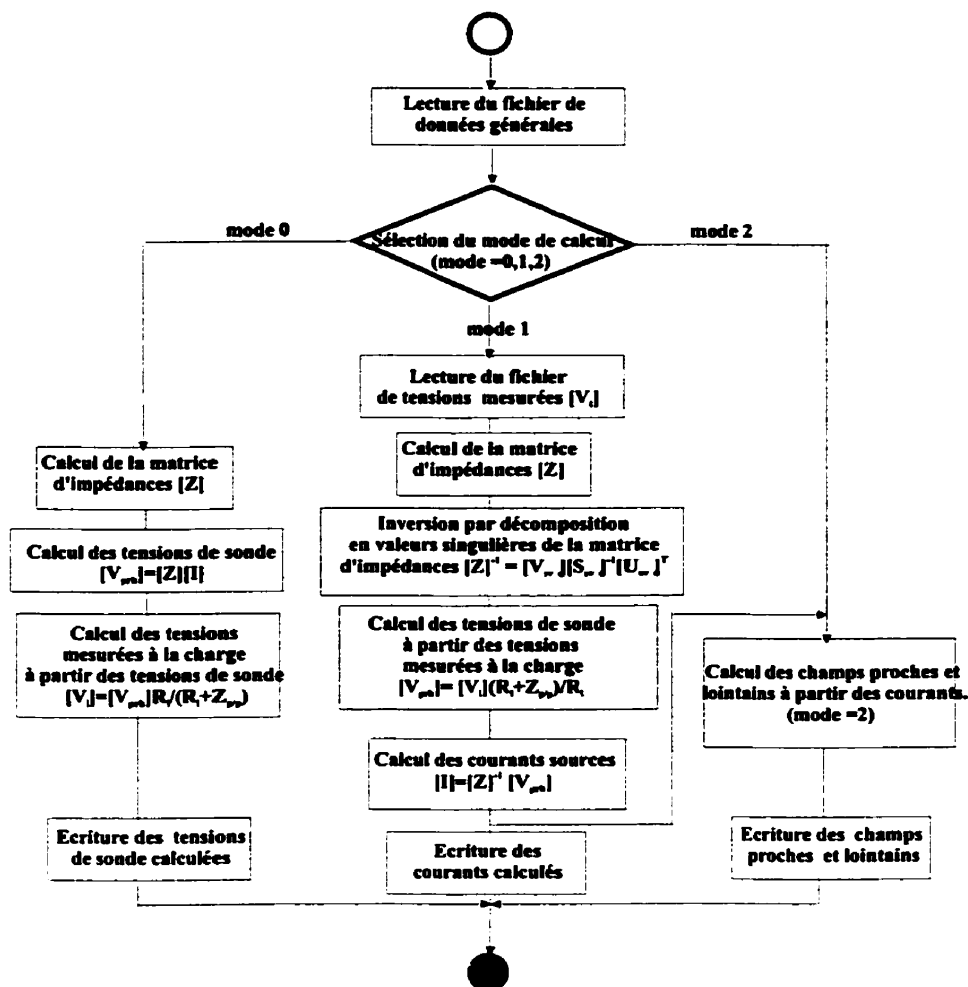 Lecture du fichier de
données générales
mode 0
Sélection du mode de calcul
(mode =0,1,2)
mode 2
mode 1
Lecture du fichier
de tensions mesurées [V
Calcul de la matrice
d'impédances [Z]
Calcul des tensions de sonde
]=[Z][I]
Calcul des tensions
mesurées à la charge
à partir des tensions de sonde
Calcul de la matrice
d'impédances [Z]
Inversion par décomposition
en valeurs singulières de la matrice
d'impédances [Z]⁻¹ =
Calcul des tensions de sonde
à partir des tensions
mesurées à la charge
Calcul des courants sources
[I]=[Z]⁻¹
Calcul des champs proches et
lointains à partir des courants.
(mode =2)
Ecriture des tensions
de sonde calculées
Ecriture des
courants calculés
Ecriture des champs
proches et lointains